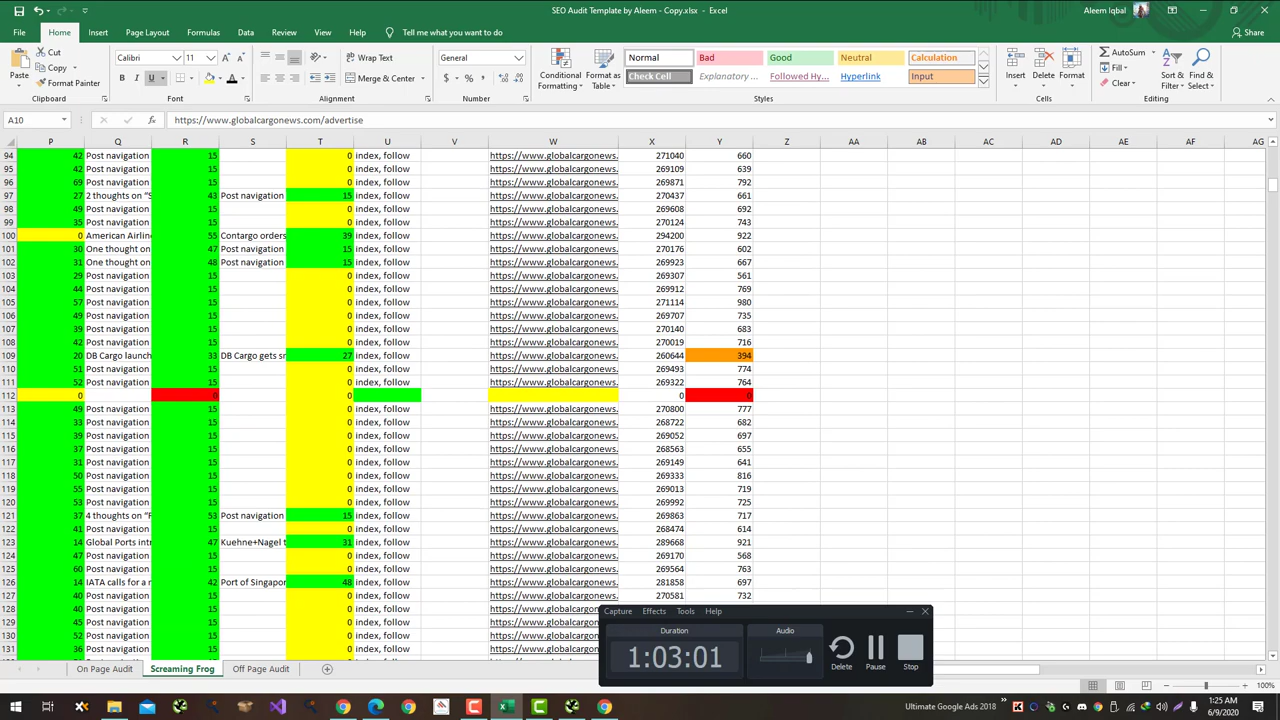 SEO Audit Template by Aleem - Copy.xlsx - Excel
Aleem Iqbal
File Home Insert Page Layout Formulas Data Review View Help Tell me what you want to do Share
Paste Cut Copy Format Painter Clipboard
Calibri 11 B I U Font
Wrap Text Merge & Center Alignment
General $ % , Number
Conditional Formatting Format as Table
Normal Bad Good Neutral Calculation
Check Cell Explanatory ... Followed Hy... Hyperlink Input
Styles
Insert Delete Format Cells
AutoSum Fill Clear Sort & Filter Find & Select Editing
A10 fx https://www.globalcargonews.com/advertise
P Q R S T U V W X Y Z AA AB AC AD AE AF AG
94 42 Post navigation 15 0 index, follow https://www.globalcargonews. 271040 660
95 42 Post navigation 15 0 index, follow https://www.globalcargonews. 269109 639
96 69 Post navigation 15 0 index, follow https://www.globalcargonews. 269871 792
97 27 2 thoughts on “S 43 Post navigation 15 index, follow https://www.globalcargonews. 270437 661
98 49 Post navigation 15 0 index, follow https://www.globalcargonews. 269608 692
99 35 Post navigation 15 0 index, follow https://www.globalcargonews. 270124 743
100 0 American Airline 55 Contargo orders 39 index, follow https://www.globalcargonews. 294200 922
101 30 One thought on 47 Post navigation 15 index, follow https://www.globalcargonews. 270176 602
102 31 One thought on 48 Post navigation 15 index, follow https://www.globalcargonews. 269923 667
103 29 Post navigation 15 0 index, follow https://www.globalcargonews. 269307 561
104 44 Post navigation 15 0 index, follow https://www.globalcargonews. 269912 769
105 57 Post navigation 15 0 index, follow https://www.globalcargonews. 271114 980
106 49 Post navigation 15 0 index, follow https://www.globalcargonews. 269707 735
107 39 Post navigation 15 0 index, follow https://www.globalcargonews. 270140 683
108 42 Post navigation 15 0 index, follow https://www.globalcargonews. 270019 716
109 20 DB Cargo launch 33 DB Cargo gets sn 27 index, follow https://www.globalcargonews. 260644 394
110 51 Post navigation 15 0 index, follow https://www.globalcargonews. 269493 774
111 52 Post navigation 15 0 index, follow https://www.globalcargonews. 269322 764
112 0 0 0 0 0
113 49 Post navigation 15 0 index, follow https://www.globalcargonews. 270800 777
114 33 Post navigation 15 0 index, follow https://www.globalcargonews. 268722 682
115 39 Post navigation 15 0 index, follow https://www.globalcargonews. 269052 697
116 37 Post navigation 15 0 index, follow https://www.globalcargonews. 268563 655
117 31 Post navigation 15 0 index, follow https://www.globalcargonews. 269149 641
118 50 Post navigation 15 0 index, follow https://www.globalcargonews. 269333 816
119 55 Post navigation 15 0 index, follow https://www.globalcargonews. 269013 719
120 53 Post navigation 15 0 index, follow https://www.globalcargonews. 269992 725
121 37 4 thoughts on “F 53 Post navigation 15 index, follow https://www.globalcargonews. 269863 717
122 41 Post navigation 15 0 index, follow https://www.globalcargonews. 268474 614
123 14 Global Ports intr 47 Kuehne+Nagel t 31 index, follow https://www.globalcargonews. 289668 921
124 47 Post navigation 15 0 index, follow https://www.globalcargonews. 269170 568
125 60 Post navigation 15 0 index, follow https://www.globalcargonews. 269564 763
126 14 IATA calls for a r 42 Port of Singapor 48 index, follow https://www.globalcargonews. 281858 697
127 40 Post navigation 15 0 index, follow https://www.globalcargonews. 270581 732
128 40 Post navigation 15 0 index, follow
129 45 Post navigation 15 0 index, follow
130 52 Post navigation 15 0 index, follow
36 Post navigation 15 0 index, follow
Capture Effects Tools Help
Duration Audio
1:03:01 Delete Pause Stop
On Page Audit Screaming Frog Off Page Audit
100%
Ultimate Google Ads 2018
1:25 AM
6/9/2020